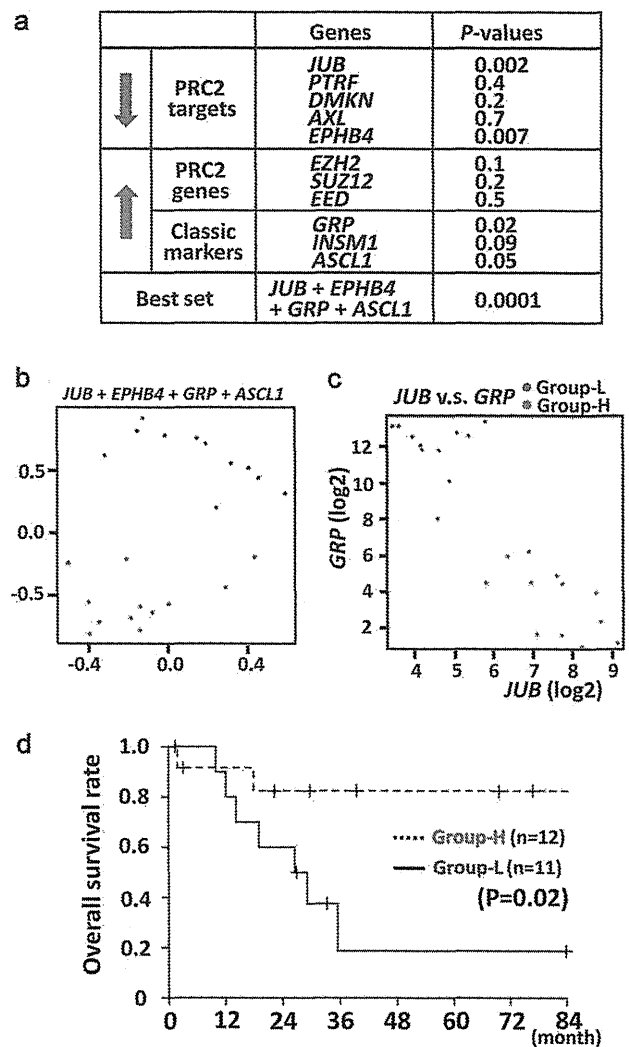 a
Genes P-values
PRC2 targets
JUB 0.002
PTRF 0.4
DMKN 0.2
AXL 0.7
EPHB4 0.007
PRC2 genes
EZH2 0.1
SUZ12 0.2
EED 0.5
Classic markers
GRP 0.02
INSM1 0.09
ASCL1 0.05
Best set
JUB + EPHB4 + GRP + ASCL1
0.0001
b
JUB + EPHB4 + GRP + ASCL1
0.5
0.0
-0.5
-0.4 0.0 0.4
c
JUB v.s. GRP
Group-L
Group-H
GRP (log2)
12
10
8
6
4
2
4 5 6 7 8 9
JUB (log2)
d
Overall survival rate
1.0
0.8
0.6
0.4
0.2
0
Group-H (n=12)
Group-L (n=11)
(P=0.02)
0 12 24 36 48 60 72 84
(month)